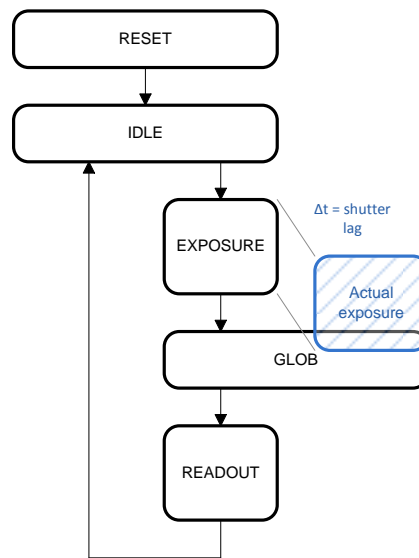 RESET
IDLE
Δt = shutter
lag
EXPOSURE
Actual
exposure
GLOB
READOUT